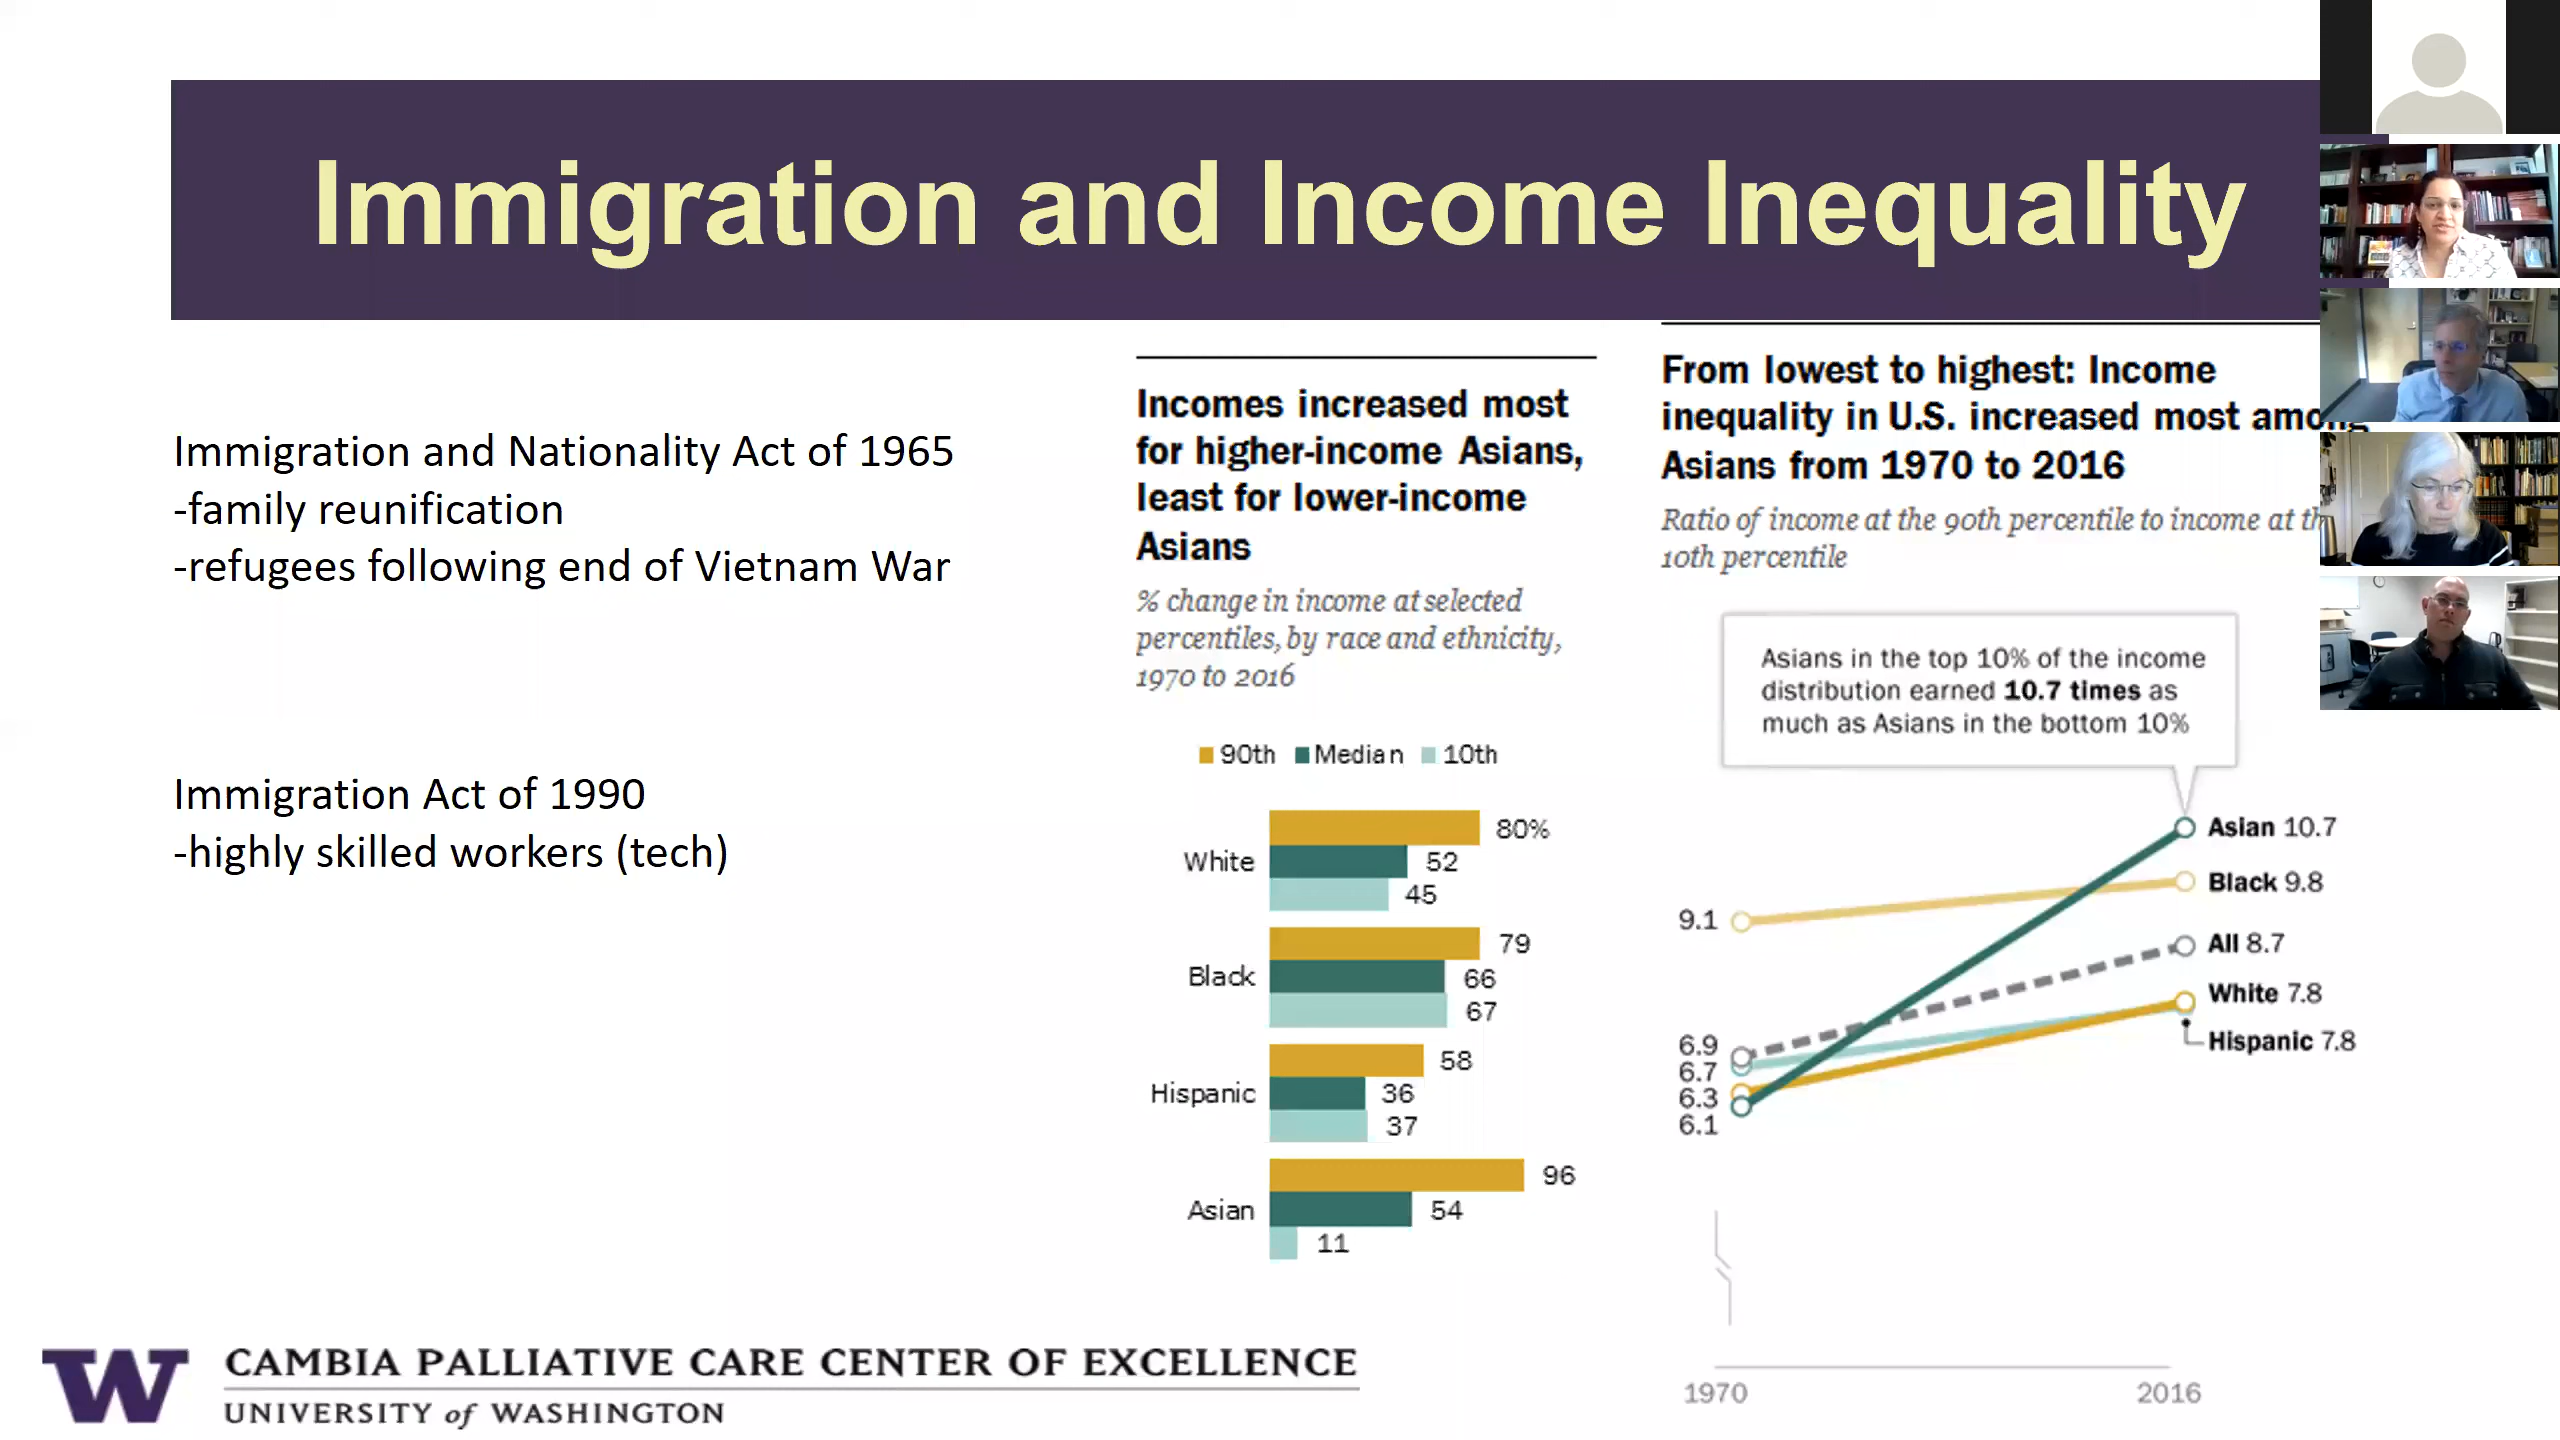 Immigration and Income Inequality
Immigration and Nationality Act of 1965
-family reunification
-refugees following end of Vietnam War
Immigration Act of 1990
-highly skilled workers (tech)
Incomes increased most
for higher-income Asians,
least for lower-income
Asians
% change in income at selected
percentiles, by race and ethnicity,
1970 to 2016
90th Median 10th
White 80% 52 45
Black 79 66 67
Hispanic 58 36 37
Asian 96 54 11
From lowest to highest: Income
inequality in U.S. increased most among
Asians from 1970 to 2016
Ratio of income at the 90th percentile to income at
10th percentile
Asians in the top 10% of the income
distribution earned 10.7 times as
much as Asians in the bottom 10%
Asian 10.7
Black 9.8
All 8.7
White 7.8
Hispanic 7.8
9.1
6.9
6.7
6.3
6.1
1970 2016
W
CAMBIA PALLIATIVE CARE CENTER OF EXCELLENCE
UNIVERSITY of WASHINGTON